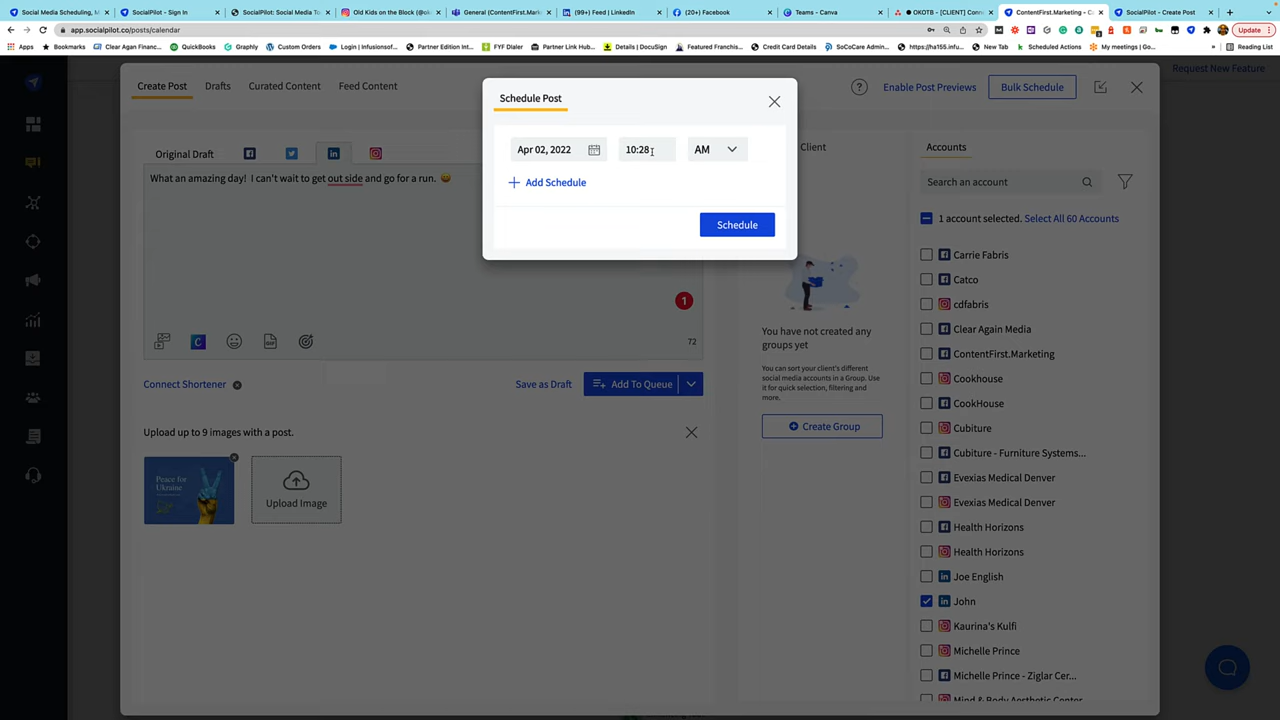 Social Media Scheduling, M...
SocialPilot - Sign In
SocialPilot: Social Media To...
Old Kids on the Block (@ok...
General (ContentFirst.Mark...
(99+) Feed | LinkedIn
(20+) Facebook
Teams - Canva
OKOTB - [CLIENT] Conn...
ContentFirst.Marketing - C...
SocialPilot - Create Post
app.socialpilot.co/posts/calendar
Update
Apps
Bookmarks
Clear Agan Financ...
QuickBooks
Graphly
Custom Orders
Login | Infusionsof...
Partner Edition Int...
FYF Dialer
Partner Link Hub...
Details | DocuSign
Featured Franchis...
Credit Card Details
SoCoCare Admin...
https://ha155.infu...
New Tab
Scheduled Actions
My meetings | Go...
Reading List
Request New Feature
Create Post
Drafts
Curated Content
Feed Content
Enable Post Previews
Bulk Schedule
Schedule Post
Apr 02, 2022
10:28
AM
Add Schedule
Schedule
Original Draft
What an amazing day! I can't wait to get out side and go for a run.
1
72
Connect Shortener
Save as Draft
Add To Queue
Upload up to 9 images with a post.
Peace for
Ukraine
Upload Image
Client
You have not created any
groups yet
You can sort your client's different
social media accounts in a Group. Use
it for quick selection, filtering and
more.
Create Group
Accounts
Search an account
1 account selected. Select All 60 Accounts
Carrie Fabris
Catco
cdfabris
Clear Again Media
ContentFirst.Marketing
Cookhouse
CookHouse
Cubiture
Cubiture - Furniture Systems...
Evexias Medical Denver
Evexias Medical Denver
Health Horizons
Health Horizons
Joe English
John
Kaurina's Kulfi
Michelle Prince
Michelle Prince - Ziglar Cer...
Mind & Body Aesthetic Center